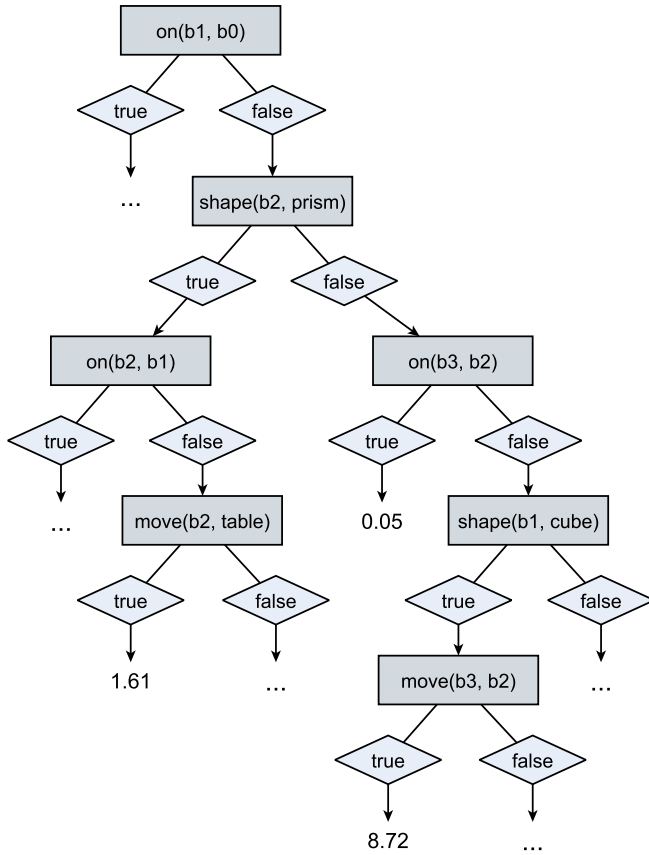 on(b1, b0)
true
false
...
shape(b2, prism)
true
false
on(b2, b1)
on(b3, b2)
true
false
true
false
...
move(b2, table)
0.05
shape(b1, cube)
true
false
true
false
1.61
...
move(b3, b2)
...
true
false
8.72
...